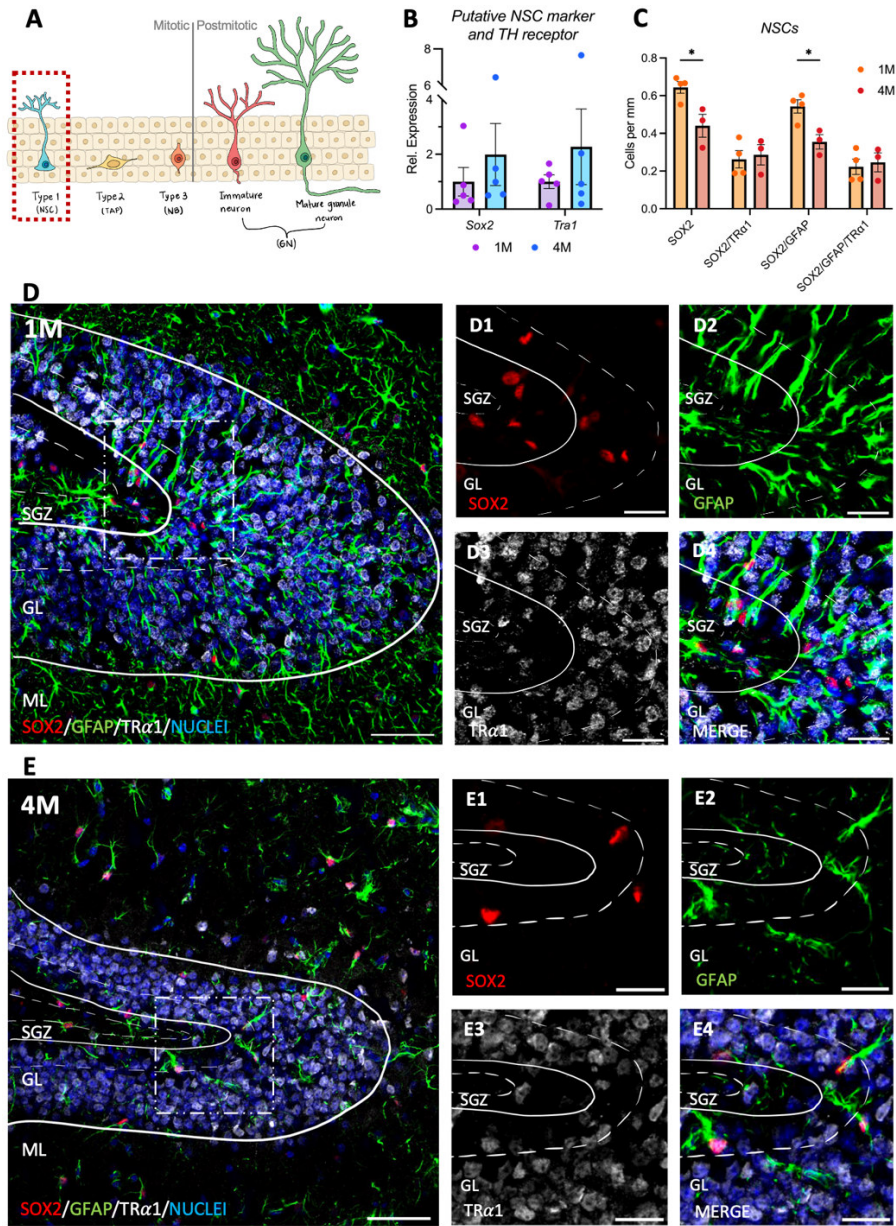 A
Mitotic
Postmitotic
Type 1
(NSC)
Type 2
(TAP)
Type 3
(NB)
Immature
neuron
Mature granule
neuron
(GN)
B
Putative NSC marker
and TH receptor
Rel. Expression
8
6
4
2
0
Sox2
Tra1
1M
4M
C
NSCs
*
*
1M
4M
Cells per mm
0.8
0.6
0.4
0.2
0.0
SOX2
SOX2/TRα1
SOX2/GFAP
SOX2/GFAP/TRα1
D
1M
SGZ
GL
ML
SOX2/GFAP/TRα1/NUCLEI
D1
SGZ
GL
SOX2
D2
SGZ
GL
GFAP
D3
SGZ
GL
TRα1
D4
SGZ
GL
MERGE
E
4M
SGZ
GL
ML
SOX2/GFAP/TRα1/NUCLEI
E1
SGZ
GL
SOX2
E2
SGZ
GL
GFAP
E3
SGZ
GL
TRα1
E4
SGZ
GL
MERGE